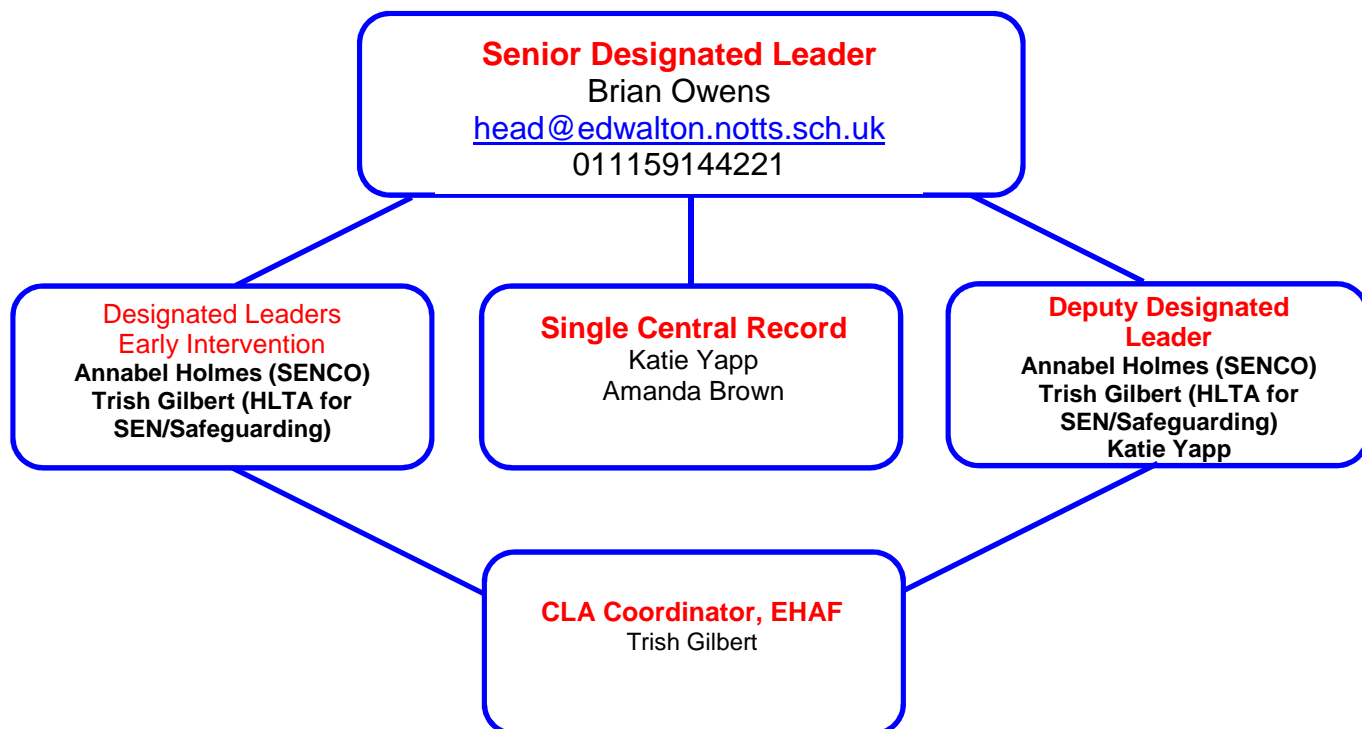 Senior Designated Leader
Brian Owens
head@edwalton.notts.sch.uk
011159144221
Designated Leaders
Early Intervention
Annabel Holmes (SENCO)
Trish Gilbert (HLTA for
SEN/Safeguarding)
Single Central Record
Katie Yapp
Amanda Brown
Deputy Designated
Leader
Annabel Holmes (SENCO)
Trish Gilbert (HLTA for
SEN/Safeguarding)
Katie Yapp
CLA Coordinator, EHAF
Trish Gilbert